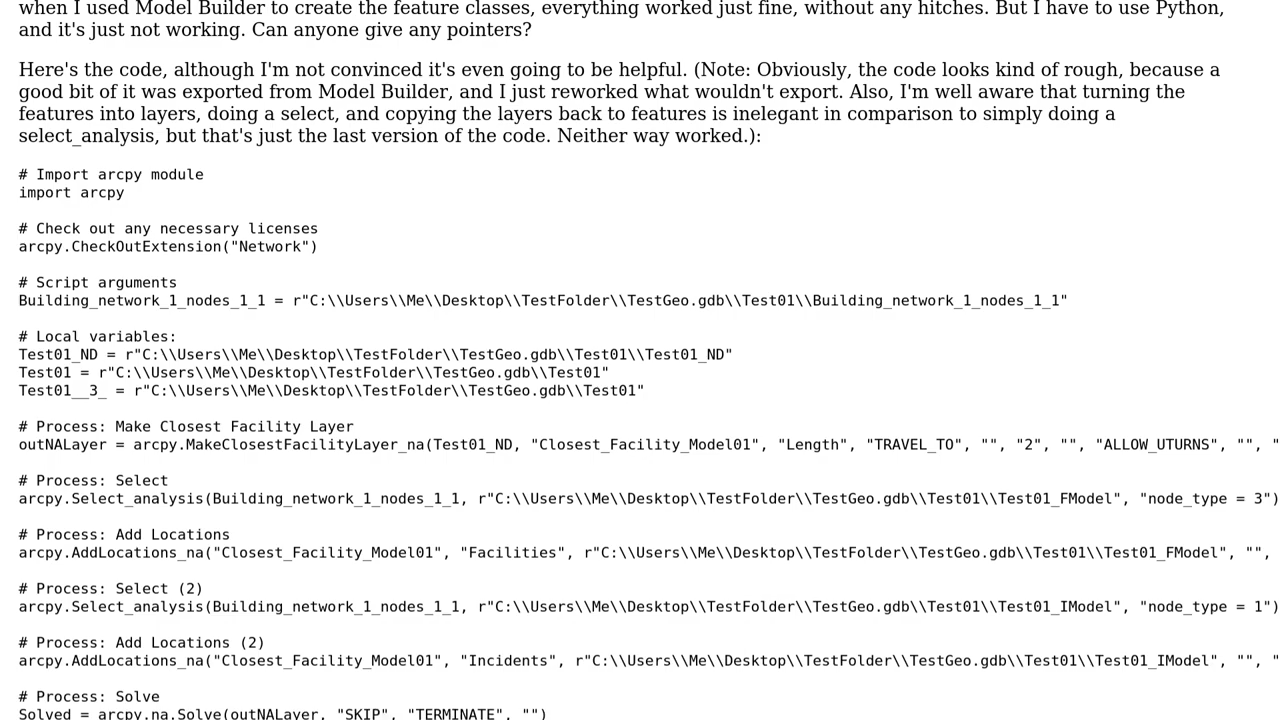 when I used Model Builder to create the feature classes, everything worked just fine, without any hitches. But I have to use Python,
and it's just not working. Can anyone give any pointers?
Here's the code, although I'm not convinced it's even going to be helpful. (Note: Obviously, the code looks kind of rough, because a
good bit of it was exported from Model Builder, and I just reworked what wouldn't export. Also, I'm well aware that turning the
features into layers, doing a select, and copying the layers back to features is inelegant in comparison to simply doing a
select_analysis, but that's just the last version of the code. Neither way worked.):
# Import arcpy module
import arcpy
# Check out any necessary licenses
arcpy.CheckOutExtension("Network")
# Script arguments
Building_network_1_nodes_1_1 = r"C:\\Users\\Me\\Desktop\\TestFolder\\TestGeo.gdb\\Test01\\Building_network_1_nodes_1_1"
# Local variables:
Test01_ND = r"C:\\Users\\Me\\Desktop\\TestFolder\\TestGeo.gdb\\Test01\\Test01_ND"
Test01 = r"C:\\Users\\Me\\Desktop\\TestFolder\\TestGeo.gdb\\Test01"
Test01__3_ = r"C:\\Users\\Me\\Desktop\\TestFolder\\TestGeo.gdb\\Test01"
# Process: Make Closest Facility Layer
outNALayer = arcpy.MakeClosestFacilityLayer_na(Test01_ND, "Closest_Facility_Model01", "Length", "TRAVEL_TO", "", "2", "", "ALLOW_UTURNS", "", "
# Process: Select
arcpy.Select_analysis(Building_network_1_nodes_1_1, r"C:\\Users\\Me\\Desktop\\TestFolder\\TestGeo.gdb\\Test01\\Test01_FModel", "node_type = 3")
# Process: Add Locations
arcpy.AddLocations_na("Closest_Facility_Model01", "Facilities", r"C:\\Users\\Me\\Desktop\\TestFolder\\TestGeo.gdb\\Test01\\Test01_FModel", "",
# Process: Select (2)
arcpy.Select_analysis(Building_network_1_nodes_1_1, r"C:\\Users\\Me\\Desktop\\TestFolder\\TestGeo.gdb\\Test01\\Test01_IModel", "node_type = 1")
# Process: Add Locations (2)
arcpy.AddLocations_na("Closest_Facility_Model01", "Incidents", r"C:\\Users\\Me\\Desktop\\TestFolder\\TestGeo.gdb\\Test01\\Test01_IModel", "", "
# Process: Solve
Solved = arcpy.na.Solve(outNALayer, "SKIP", "TERMINATE", "")